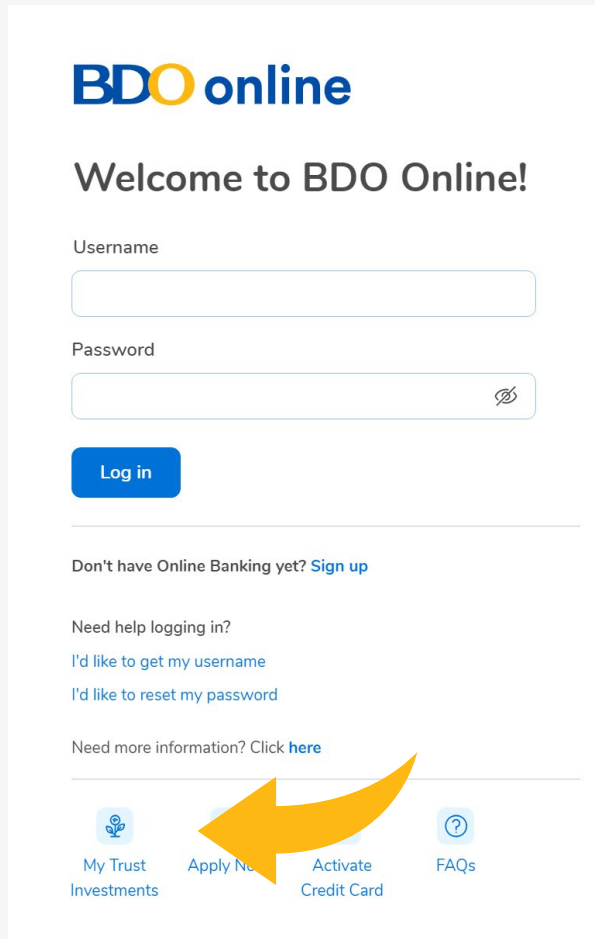 BDO online
Welcome to BDO Online!
Username
Password
Log in
Don't have Online Banking yet? Sign up
Need help logging in?
I'd like to get my username
I'd like to reset my password
Need more information? Click here
My Trust
Investments
Apply
Activate
Credit Card
FAQs